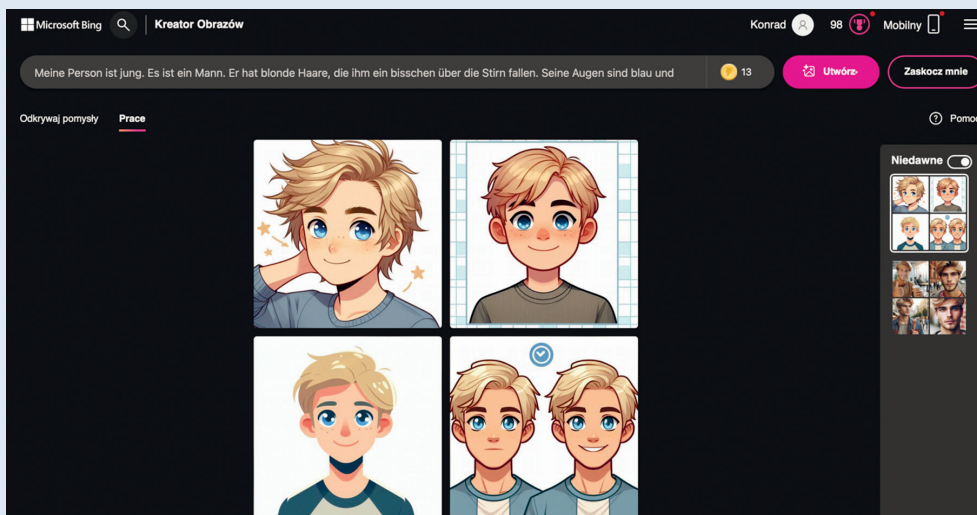 Microsoft Bing
Kreator Obrazów
Konrad
98
Mobilny
Meine Person ist jung. Es ist ein Mann. Er hat blonde Haare, die ihm ein bisschen über die Stirn fallen. Seine Augen sind blau und
13
Utwórz
Zaskocz mnie
Odkrywaj pomysły
Prace
Pomoc
Niedawne